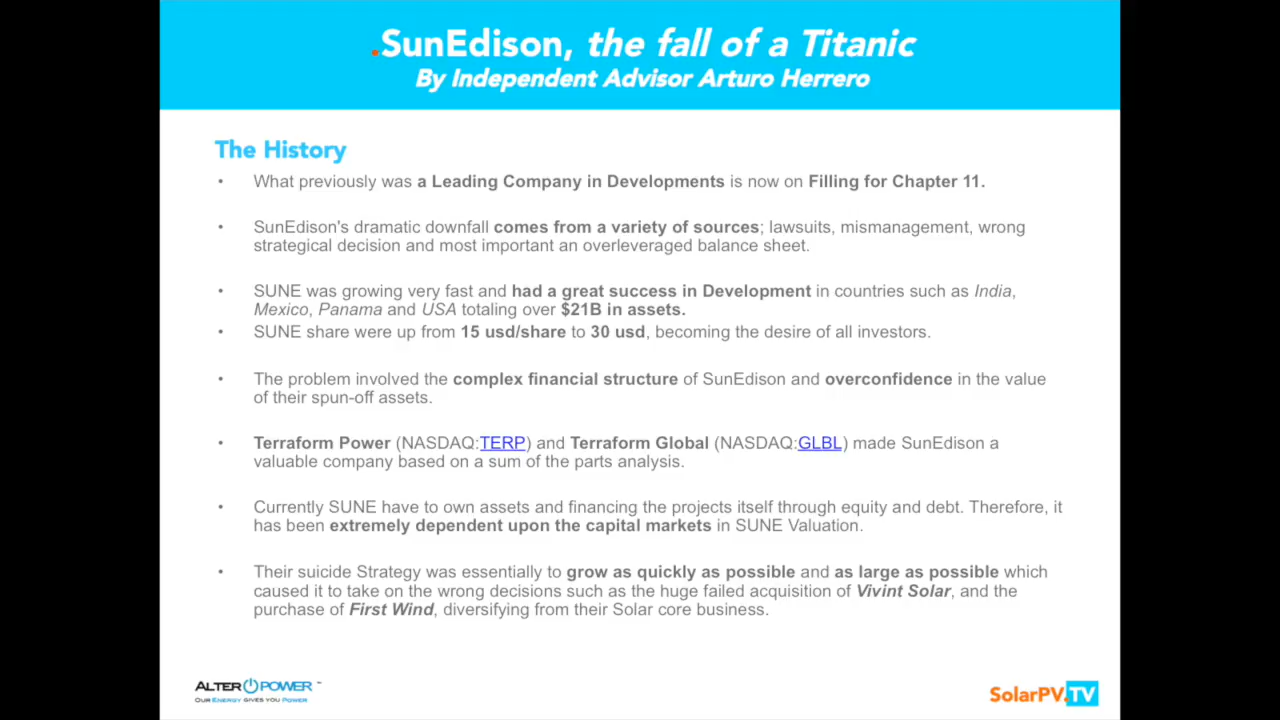 .SunEdison, the fall of a Titanic
By Independent Advisor Arturo Herrero
The History
• What previously was a Leading Company in Developments is now on Filling for Chapter 11.
• SunEdison's dramatic downfall comes from a variety of sources; lawsuits, mismanagement, wrong
strategical decision and most important an overleveraged balance sheet.
• SUNE was growing very fast and had a great success in Development in countries such as India,
Mexico, Panama and USA totaling over $21B in assets.
• SUNE share were up from 15 usd/share to 30 usd, becoming the desire of all investors.
• The problem involved the complex financial structure of SunEdison and overconfidence in the value
of their spun-off assets.
• Terraform Power (NASDAQ:TERP) and Terraform Global (NASDAQ:GLBL) made SunEdison a
valuable company based on a sum of the parts analysis.
• Currently SUNE have to own assets and financing the projects itself through equity and debt. Therefore, it
has been extremely dependent upon the capital markets in SUNE Valuation.
• Their suicide Strategy was essentially to grow as quickly as possible and as large as possible which
caused it to take on the wrong decisions such as the huge failed acquisition of Vivint Solar, and the
purchase of First Wind, diversifying from their Solar core business.
ALTER POWER ™
OUR ENERGY GIVES YOU POWER
SolarPV.TV